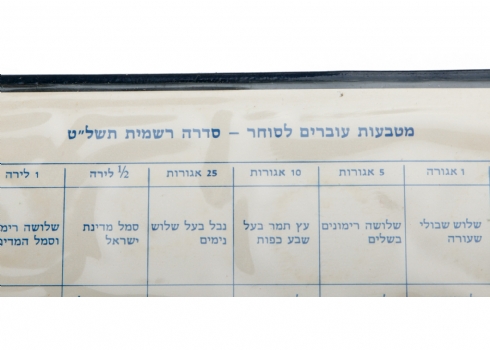 מטבעות עוברים לסוחר – סדרה רשמית תשל״ט
1 אגורה
5 אגורות
10 אגורות
25 אגורות
½ לירה
1 לירה
שלוש שבולי
שעורה
שלושה רימונים
בשלים
עץ תמר בעל
שבע כפות
נבל בעל שלוש
נימים
סמל מדינת
ישראל
שלושה רימ
וסמל המדי